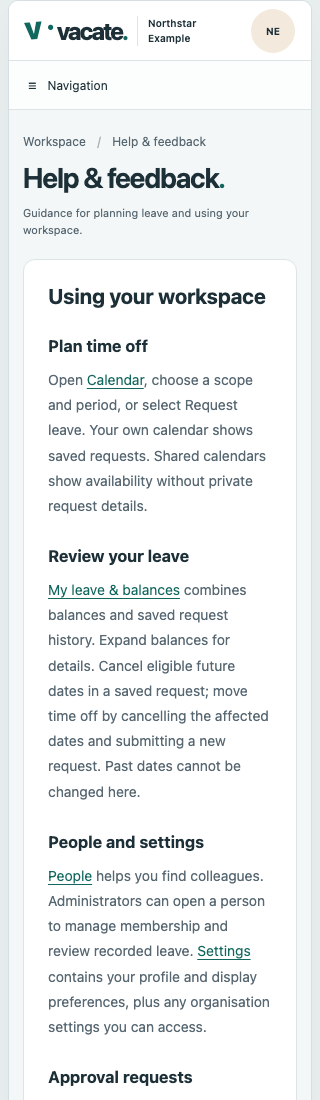 vacate.
Northstar
Example
NE
≡ Navigation
Workspace / Help & feedback
Help & feedback.
Guidance for planning leave and using your
workspace.
Using your workspace
Plan time off
Open Calendar, choose a scope
and period, or select Request
leave. Your own calendar shows
saved requests. Shared calendars
show availability without private
request details.
Review your leave
My leave & balances combines
balances and saved request
history. Expand balances for
details. Cancel eligible future
dates in a saved request; move
time off by cancelling the affected
dates and submitting a new
request. Past dates cannot be
changed here.
People and settings
People helps you find colleagues.
Administrators can open a person
to manage membership and
review recorded leave. Settings
contains your profile and display
preferences, plus any organisation
settings you can access.
Approval requests